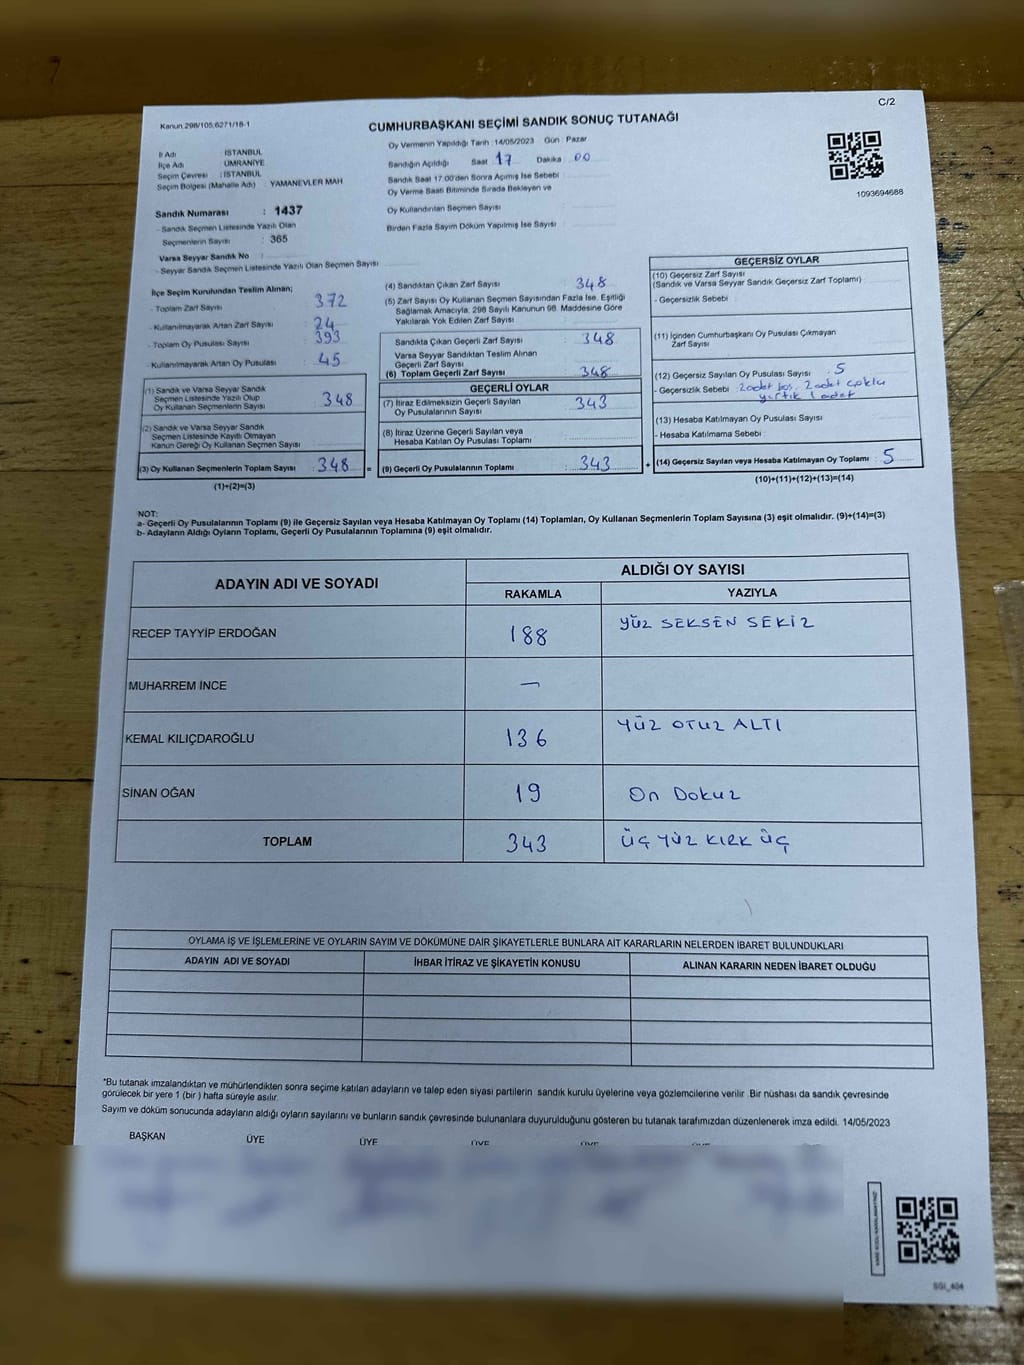 C/2
Kanun 298/105;6271/18-1
CUMHURBAŞKANI SEÇİMİ SANDIK SONUÇ TUTANAĞI
İl Adı : İSTANBUL
İlçe Adı : ÜMRANİYE
Seçim Çevresi : İSTANBUL
Seçim Bölgesi (Mahalle Adı) YAMANEVLER MAH
Sandık Numarası : 1437
- Sandık Seçmen Listesinde Yazılı Olan
Seçmenlerin Sayısı : 365
Varsa Seyyar Sandık No :
- Seyyar Sandık Seçmen Listesinde Yazılı Olan Seçmen Sayısı
Oy Vermenin Yapıldığı Tarih :14/05/2023 Gün : Pazar
Sandığın Açıldığı Saat 17 Dakika 00
Sandık Saat 17:00'den Sonra Açılmış İse Sebebi
Oy Verme Saati Bitiminde Sırada Bekleyen ve
Oy Kullandırılan Seçmen Sayısı
Birden Fazla Sayım Döküm Yapılmış İse Sayısı
1093694688
İlçe Seçim Kurulundan Teslim Alınan;
- Toplam Zarf Sayısı 372
- Kullanılmayarak Artan Zarf Sayısı 24
- Toplam Oy Pusulası Sayısı 393
- Kullanılmayarak Artan Oy Pusulası 45
(1) Sandık ve Varsa Seyyar Sandık
Seçmen Listesinde Yazılı Olup
Oy Kullanan Seçmenlerin Sayısı 348
(2) Sandık ve Varsa Seyyar Sandık
Seçmen Listesinde Kayıtlı Olmayan
Kanun Gereği Oy Kullanan Seçmen Sayısı
(3) Oy Kullanan Seçmenlerin Toplam Sayısı : 348 =
(1)+(2)=(3)
(4) Sandıktan Çıkan Zarf Sayısı 348
(5) Zarf Sayısı Oy Kullanan Seçmen Sayısından Fazla İse, Eşitliği
Sağlamak Amacıyla, 298 Sayılı Kanunun 98. Maddesine Göre
Yakılarak Yok Edilen Zarf Sayısı
Sandıkta Çıkan Geçerli Zarf Sayısı : 348
Varsa Seyyar Sandıktan Teslim Alınan
Geçerli Zarf Sayısı
(6) Toplam Geçerli Zarf Sayısı 348
GEÇERLİ OYLAR
(7) İtiraz Edilmeksizin Geçerli Sayılan
Oy Pusulalarının Sayısı 343
(8) İtiraz Üzerine Geçerli Sayılan veya
Hesaba Katılan Oy Pusulası Toplamı
(9) Geçerli Oy Pusulalarının Toplamı : 343 +
GEÇERSİZ OYLAR
(10) Geçersiz Zarf Sayısı
(Sandık ve Varsa Seyyar Sandık Geçersiz Zarf Toplamı)
- Geçersizlik Sebebi
(11) İçinden Cumhurbaşkanı Oy Pusulası Çıkmayan
Zarf Sayısı
(12) Geçersiz Sayılan Oy Pusulası Sayısı : 5
- Geçersizlik Sebebi : 2 adet boş, 2 adet çoklu
yırtık 1 adet
(13) Hesaba Katılmayan Oy Pusulası Sayısı
- Hesaba Katılmama Sebebi
(14) Geçersiz Sayılan veya Hesaba Katılmayan Oy Toplamı : 5
(10)+(11)+(12)+(13)=(14)
NOT:
a- Geçerli Oy Pusulalarının Toplamı (9) ile Geçersiz Sayılan veya Hesaba Katılmayan Oy Toplamı (14) Toplamları, Oy Kullanan Seçmenlerin Toplam Sayısına (3) eşit olmalıdır. (9)+(14)=(3)
b- Adayların Aldığı Oyların Toplamı, Geçerli Oy Pusulalarının Toplamına (9) eşit olmalıdır.
ADAYIN ADI VE SOYADI
ALDIĞI OY SAYISI
RAKAMLA YAZIYLA
RECEP TAYYİP ERDOĞAN 188 YÜZ SEKSEN SEKİZ
MUHARREM İNCE —
KEMAL KILIÇDAROĞLU 136 YÜZ OTUZ ALTI
SİNAN OĞAN 19 On Dokuz
TOPLAM 343 ÜÇ YÜZ KIRK ÜÇ
OYLAMA İŞ VE İŞLEMLERİNE VE OYLARIN SAYIM VE DÖKÜMÜNE DAİR ŞİKAYETLERLE BUNLARA AİT KARARLARIN NELERDEN İBARET BULUNDUKLARI
ADAYIN ADI VE SOYADI İHBAR İTİRAZ VE ŞİKAYETİN KONUSU ALINAN KARARIN NEDEN İBARET OLDUĞU
*Bu tutanak imzalandıktan ve mühürlendikten sonra seçime katılan adayların ve talep eden siyasi partilerin sandık kurulu üyelerine veya gözlemcilerine verilir. Bir nüshası da sandık çevresinde
görülecek bir yere 1 (bir ) hafta süreyle asılır.
Sayım ve döküm sonucunda adayların aldığı oyların sayılarını ve bunların sandık çevresinde bulunanlara duyurulduğunu gösteren bu tutanak tarafımızdan düzenlenerek imza edildi. 14/05/2023
BAŞKAN ÜYE ÜYE ÜYE ÜYE ÜYE
SGI_404